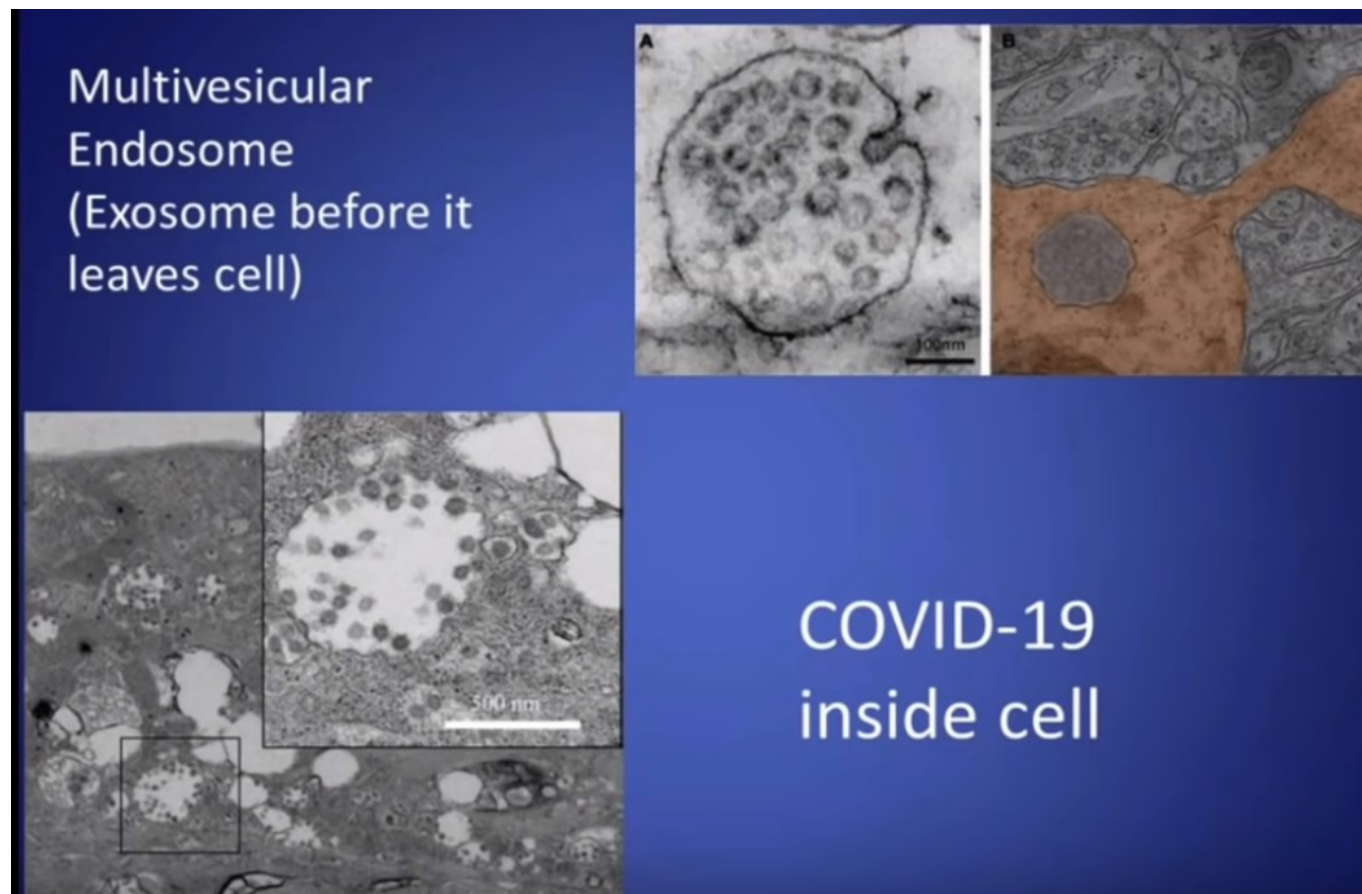 Multivesicular
Endosome
(Exosome before it
leaves cell)
A
B
100nm
500 nm
COVID-19
inside cell